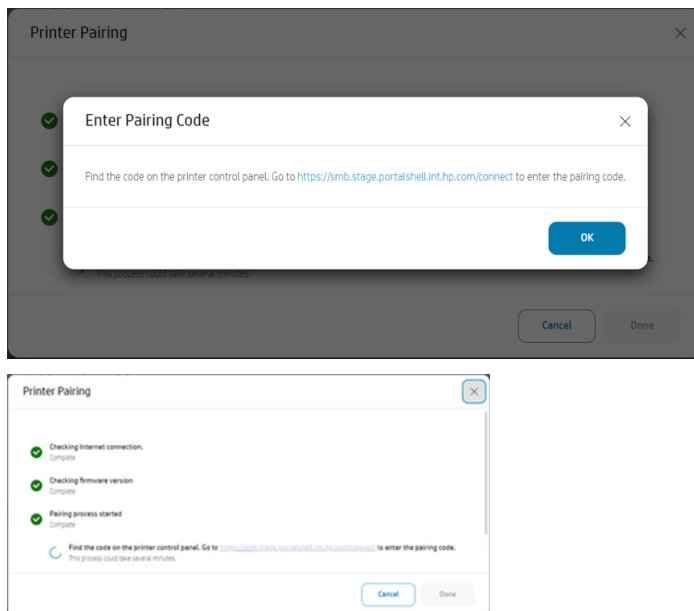 Printer Pairing
Enter Pairing Code
Find the code on the printer control panel. Go to https://smb.stage.portalshell.int.hp.com/connect to enter the pairing code.
OK
This process could take several minutes.
Cancel
Done
Printer Pairing
Checking Internet connection.
Complete
Checking firmware version
Complete
Pairing process started
Complete
Find the code on the printer control panel. Go to https://smb.stage.portalshell.int.hp.com/connect to enter the pairing code.
This process could take several minutes.
Cancel
Done